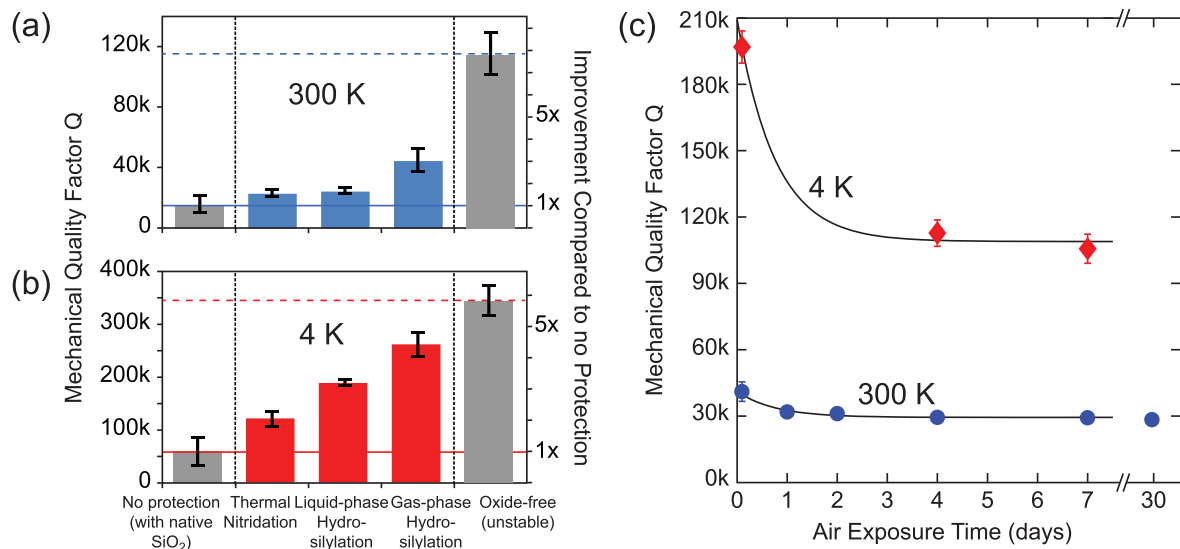 (a)
Mechanical Quality Factor Q
120k
80k
40k
0
300 K
5x
1x
Improvement Compared to no Protection
(b)
400k
350k
300k
200k
100k
50k
0
4 K
5x
1x
No protection
(with native
SiO₂)
Thermal
Nitridation
Liquid-phase
Hydro-
silylation
Gas-phase
Hydro-
silylation
Oxide-free
(unstable)
(c)
Mechanical Quality Factor Q
210k
180k
150k
120k
90k
60k
30k
0k
4 K
300 K
0 1 2 3 4 5 6 7 30
Air Exposure Time (days)